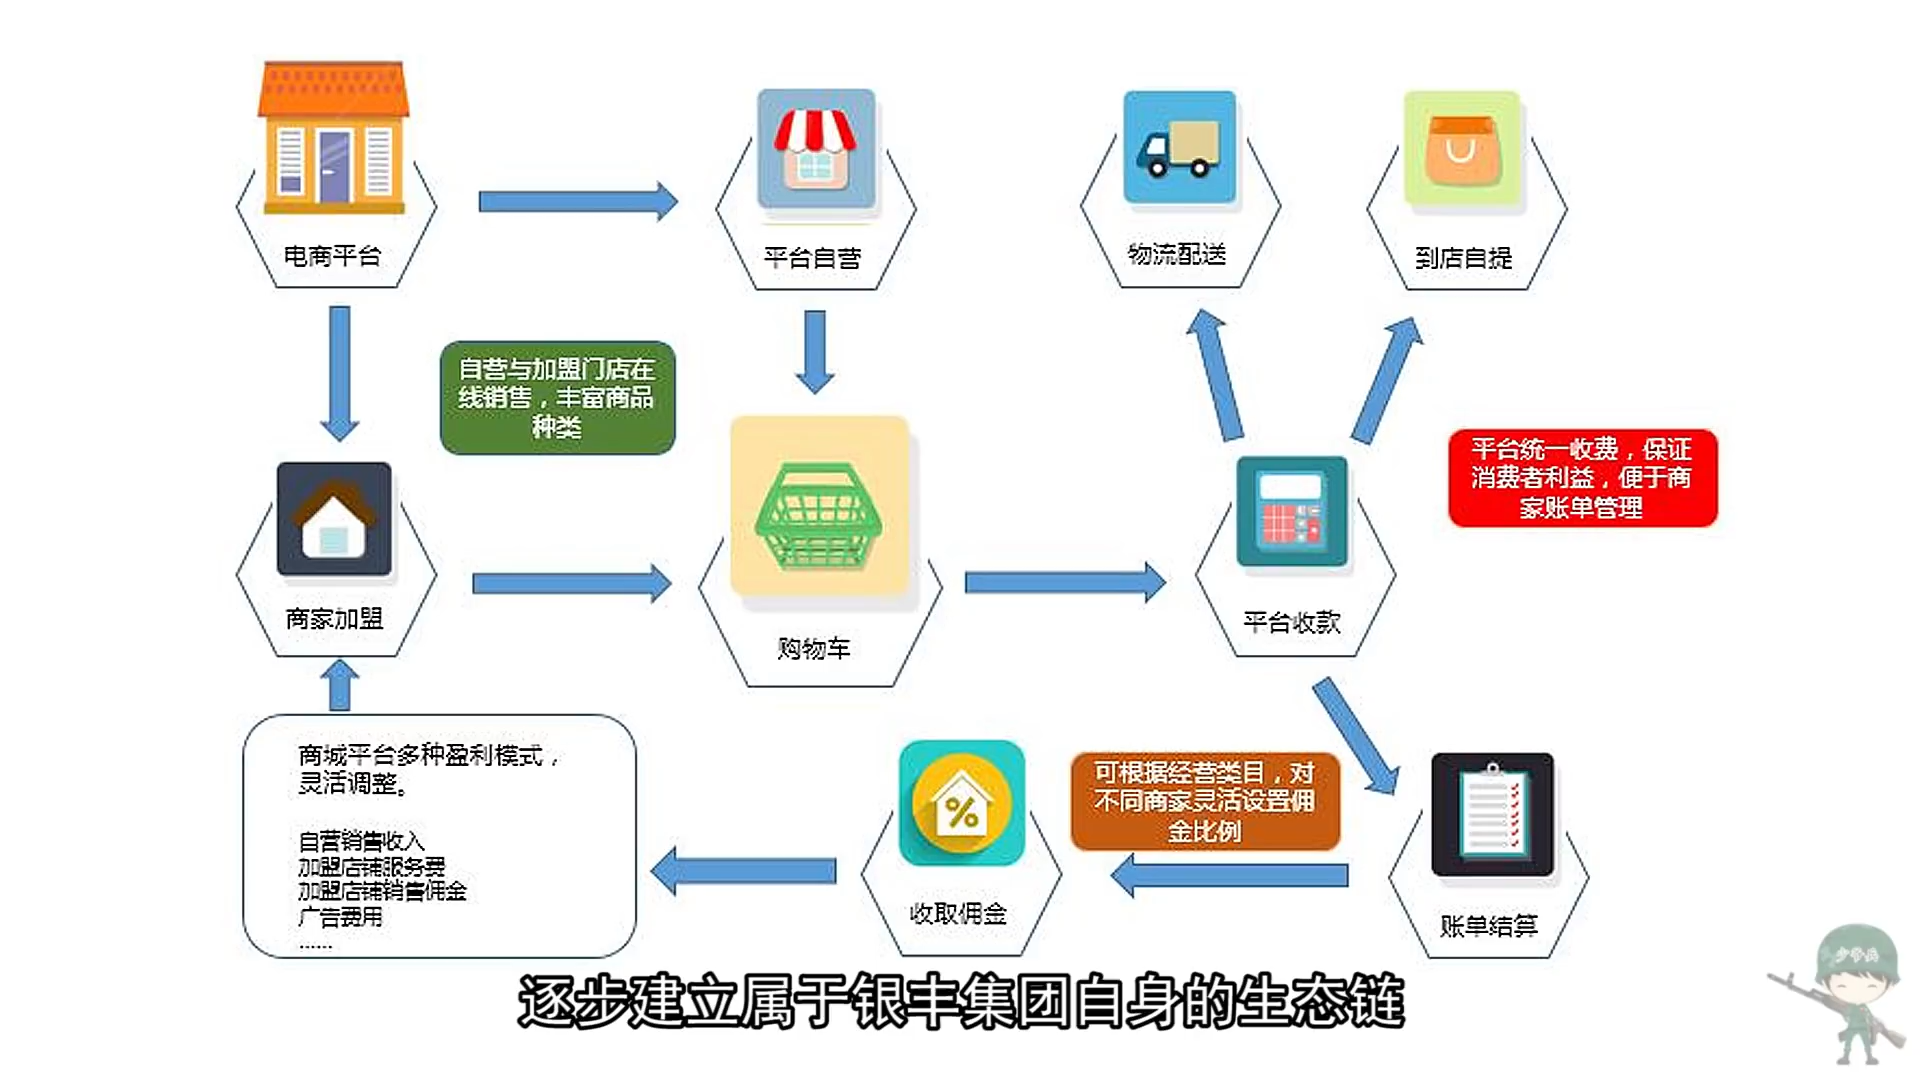 电商平台
平台自营
物流配送
到店自提
自营与加盟门店在
线销售，丰富商品
种类
平台统一收费，保证
消费者利益，便于商
家账单管理
商家加盟
购物车
平台收款
商城平台多种盈利模式，
灵活调整。
自营销售收入
加盟店铺服务费
加盟店铺销售佣金
广告费用
......
%
收取佣金
可根据经营类目，对
不同商家灵活设置佣
金比例
账单结算
逐步建立属于银丰集团自身的生态链